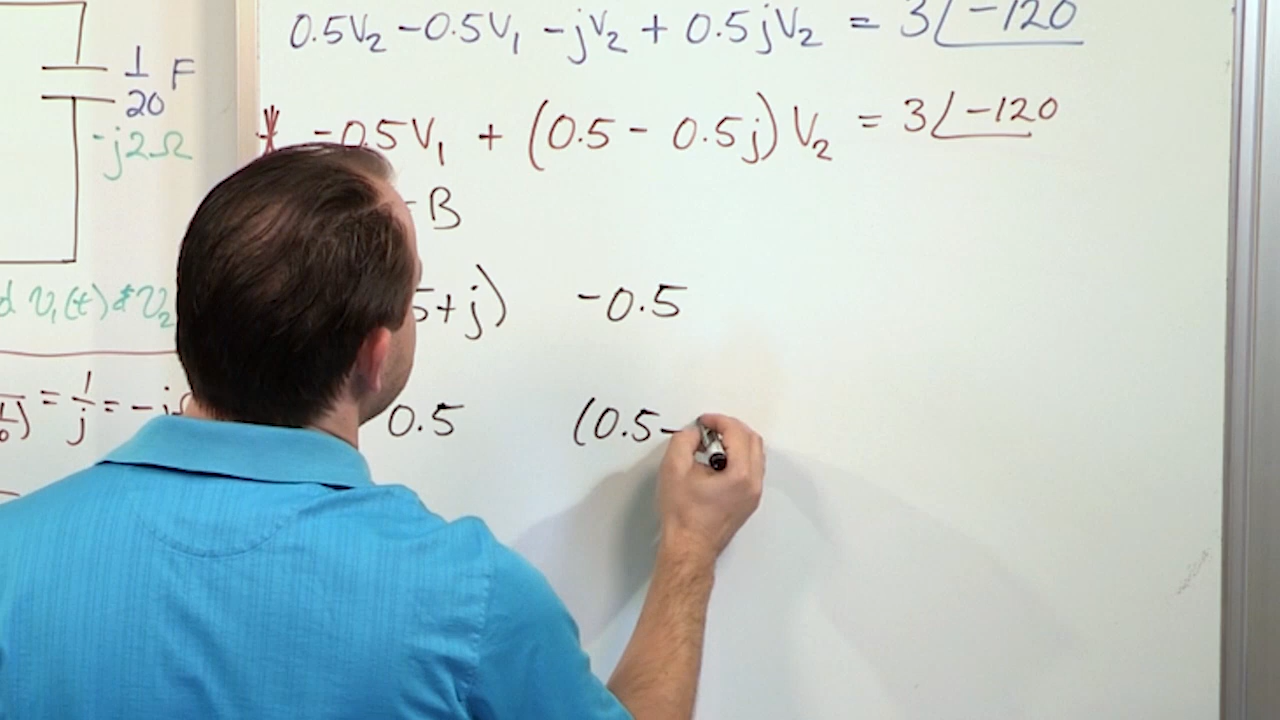 0.5V₂ - 0.5V₁ - jV₂ + 0.5jV₂ = 3∠-120
1/20 F
* -0.5V₁ + (0.5 - 0.5j) V₂ = 3∠-120
-j2Ω
B
V₁(t) & V₂
5+j) -0.5
= 1/j = -j
0.5 (0.5-